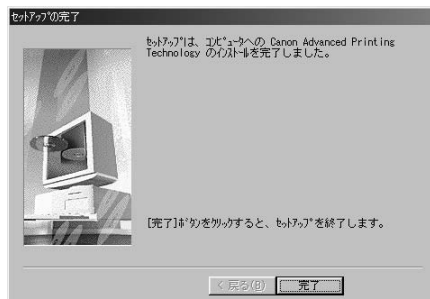 ｾｯﾄｱｯﾌﾟの完了
ｾｯﾄｱｯﾌﾟは、ｺﾝﾋﾟｭｰﾀへの Canon Advanced Printing
Technology のｲﾝｽﾄｰﾙを完了しました。
[完了]ﾎﾞﾀﾝをｸﾘｯｸすると、ｾｯﾄｱｯﾌﾟを終了します。
< 戻る(B)
完了